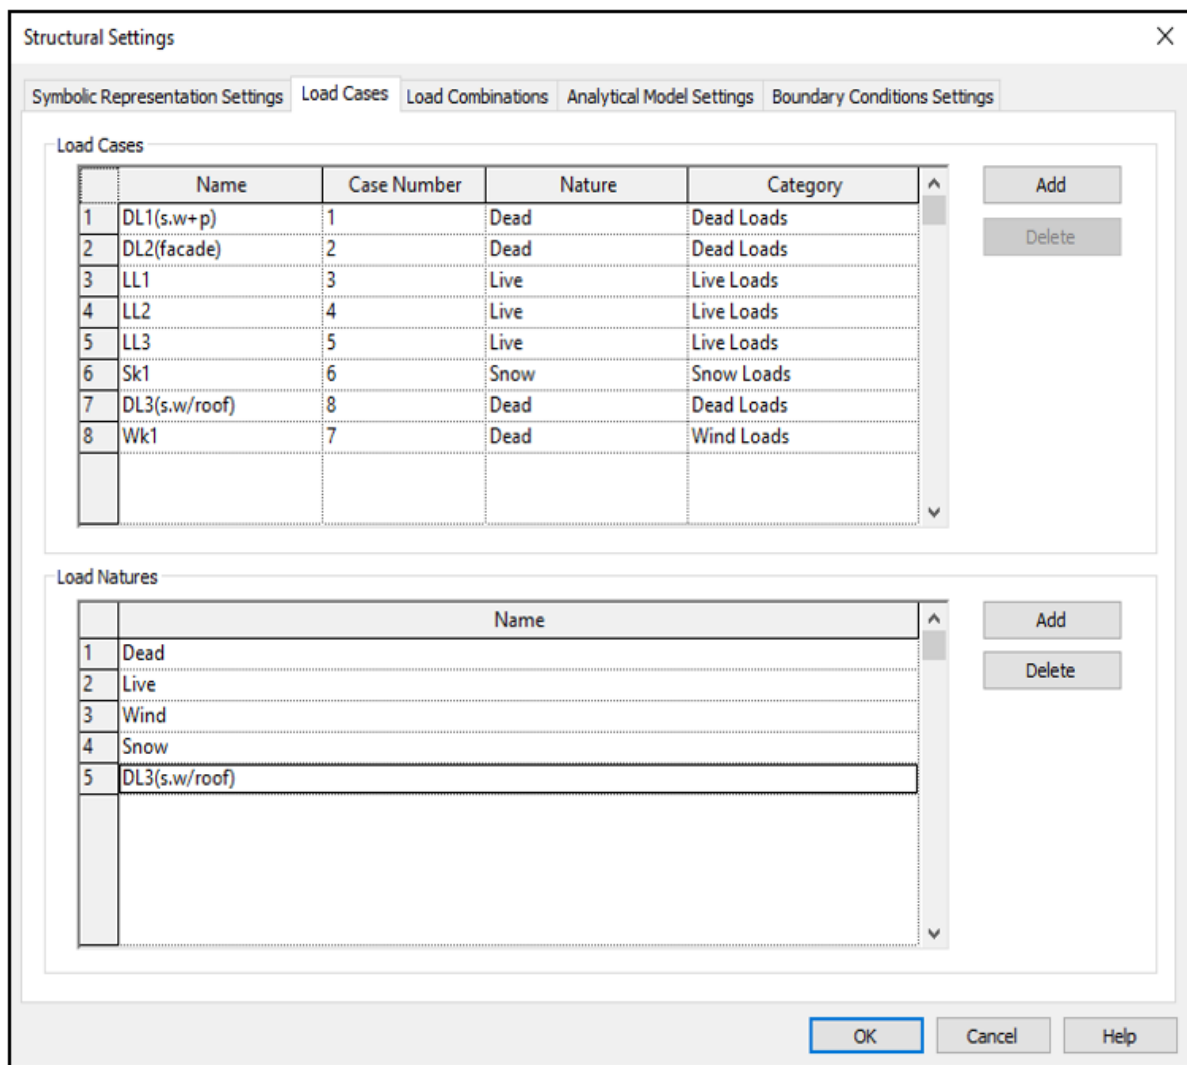 Structural Settings
Symbolic Representation Settings Load Cases Load Combinations Analytical Model Settings Boundary Conditions Settings
Load Cases
Name Case Number Nature Category Add
1 DL1(s.w+p) 1 Dead Dead Loads
Delete
2 DL2(facade) 2 Dead Dead Loads
3 LL1 3 Live Live Loads
4 LL2 4 Live Live Loads
5 LL3 5 Live Live Loads
6 Sk1 6 Snow Snow Loads
7 DL3(s.w/roof) 8 Dead Dead Loads
8 Wk1 7 Dead Wind Loads
Load Natures
Name Add
1 Dead
Delete
2 Live
3 Wind
4 Snow
5 DL3(s.w/roof)
OK Cancel Help